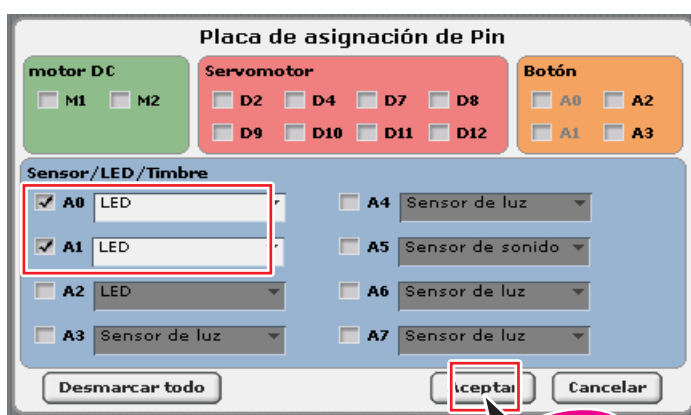 Placa de asignación de Pin
motor DC
M1 M2
Servomotor
D2 D4 D7 D8
D9 D10 D11 D12
Botón
A0 A2
A1 A3
Sensor/LED/Timbre
A0 LED
A1 LED
A2 LED
A3 Sensor de luz
A4 Sensor de luz
A5 Sensor de sonido
A6 Sensor de luz
A7 Sensor de luz
Desmarcar todo Aceptar Cancelar